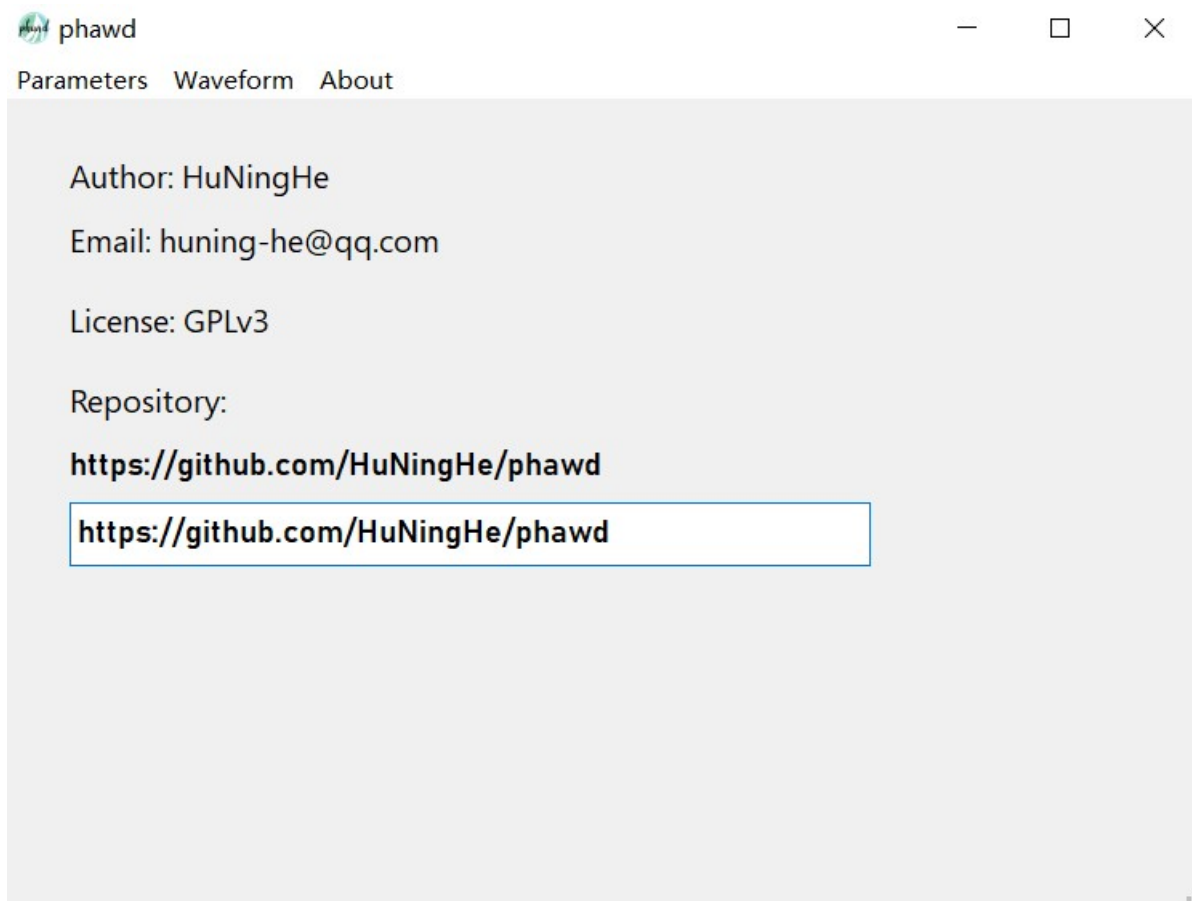 phawd
Parameters Waveform About
Author: HuNingHe
Email: huning-he@qq.com
License: GPLv3
Repository:
https://github.com/HuNingHe/phawd
https://github.com/HuNingHe/phawd